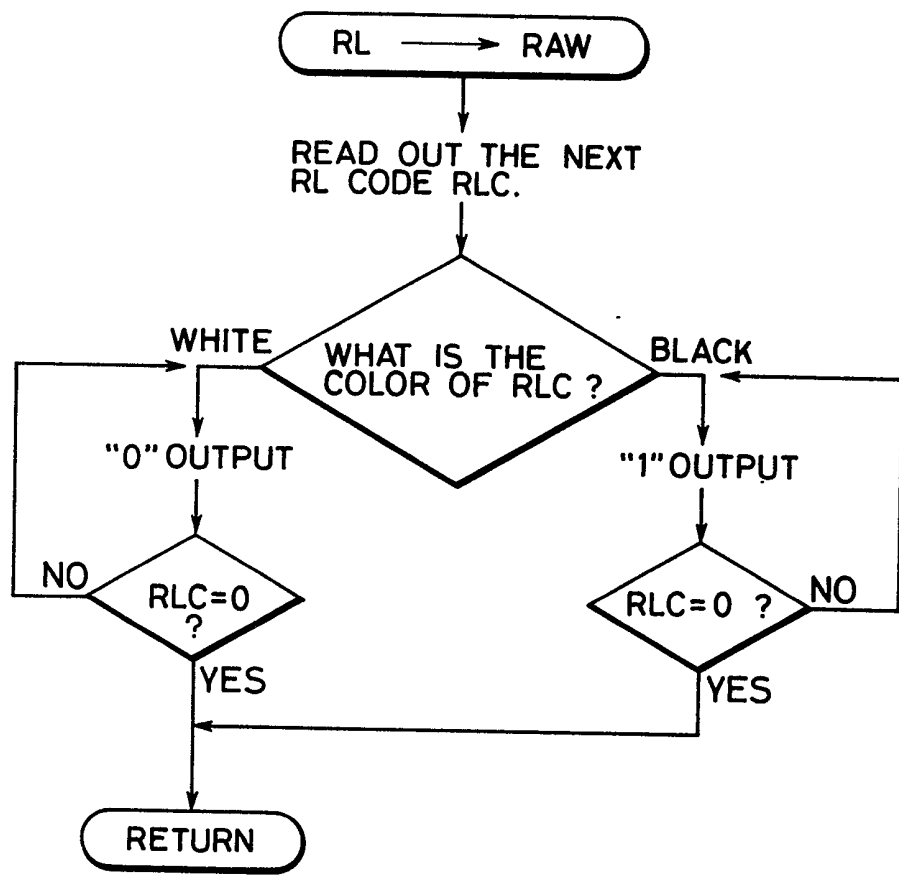 RL → RAW
READ OUT THE NEXT
RL CODE RLC.
WHITE
WHAT IS THE
COLOR OF RLC ?
BLACK
"0" OUTPUT
"1" OUTPUT
NO
RLC=0
?
YES
RLC=0 ?
NO
YES
RETURN